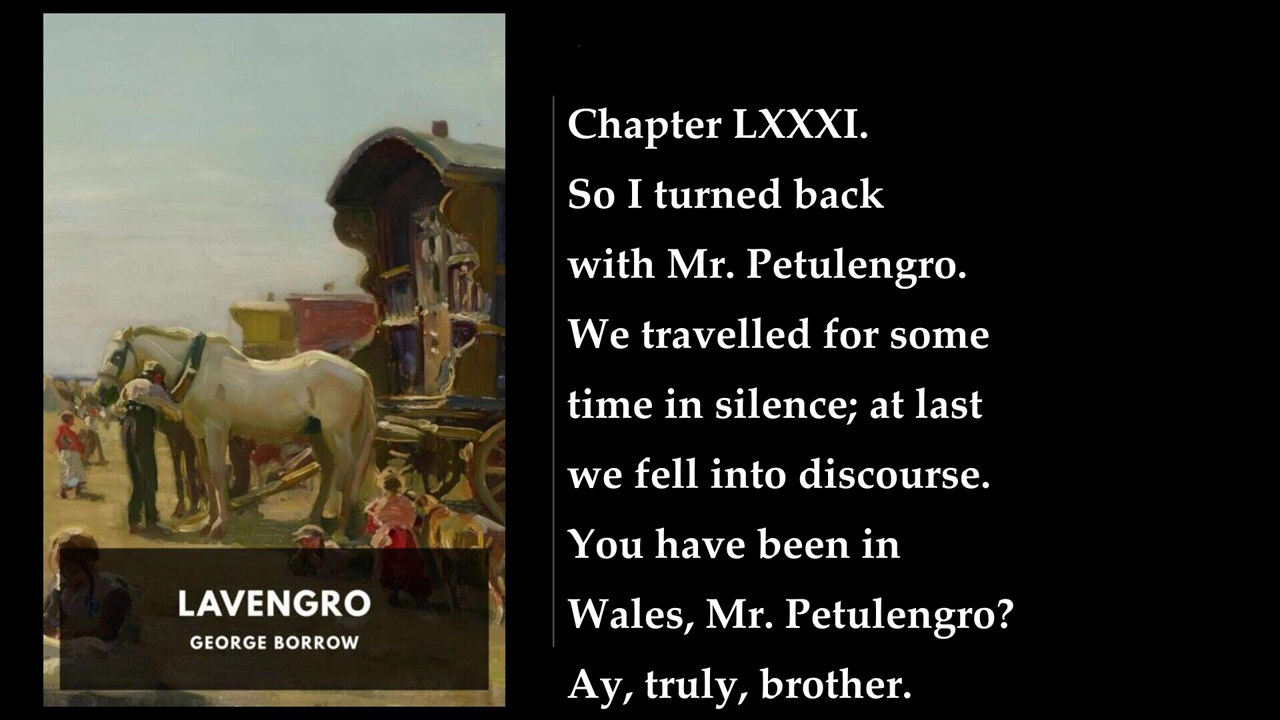 LAVENGRO
GEORGE BORROW
Chapter LXXXI.
So I turned back
with Mr. Petulengro.
We travelled for some
time in silence; at last
we fell into discourse.
You have been in
Wales, Mr. Petulengro?
Ay, truly, brother.